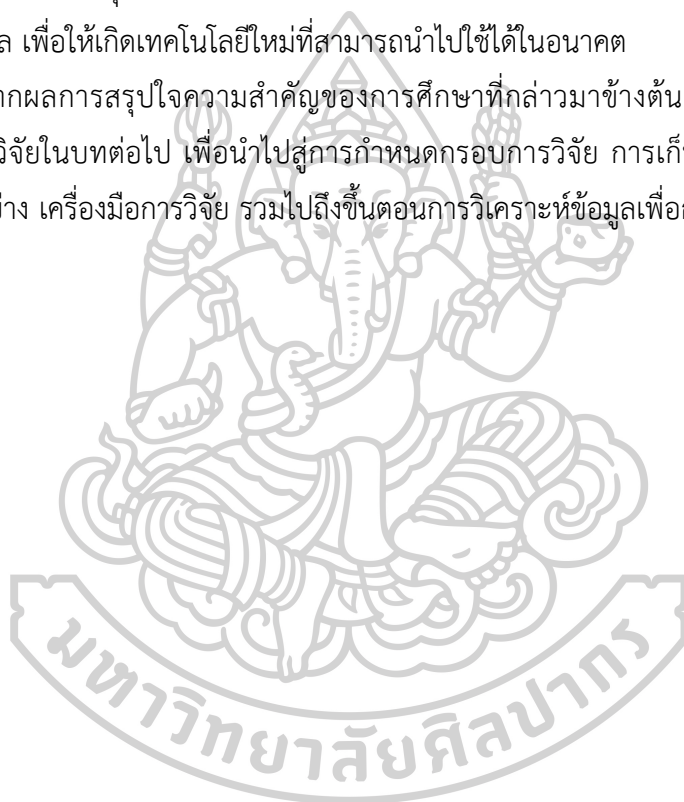 ล เพื่อให้เกิดเทคโนโลยีใหม่ที่สามารถนำไปใช้ได้ในอนาคต
ากผลการสรุปใจความสำคัญของการศึกษาที่กล่าวมาข้างต้น
วิจัยในบทต่อไป เพื่อนำไปสู่การกำหนดกรอบการวิจัย การเก็
ย่าง เครื่องมือการวิจัย รวมไปถึงขั้นตอนการวิเคราะห์ข้อมูลเพื่อ
มหาวิทยาลัยศิลปากร